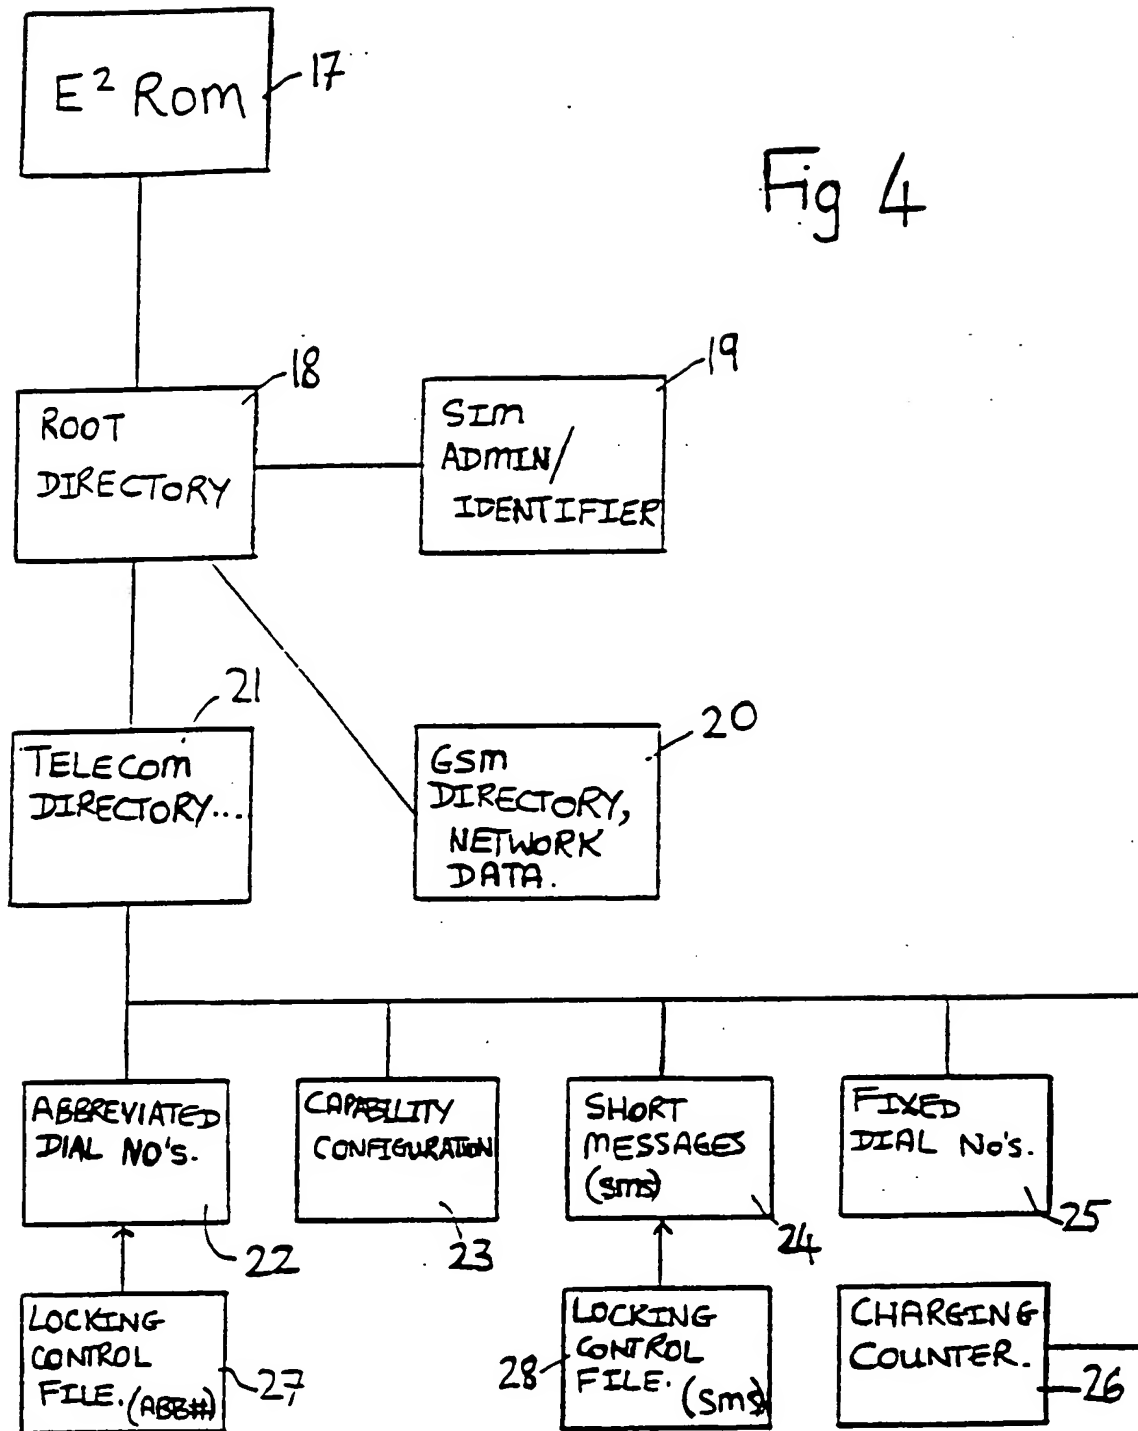 E² Rom
17
Fig 4
18
ROOT
DIRECTORY
19
SIM
ADMIN/
IDENTIFIER
21
TELECOM
DIRECTORY...
20
GSM
DIRECTORY,
NETWORK
DATA.
ABBREVIATED
DIAL NO'S.
22
CAPABILITY
CONFIGURATION
23
SHORT
MESSAGES
(SMS)
24
FIXED
DIAL No's.
25
LOCKING
CONTROL
FILE. (ABB#)
27
28
LOCKING
CONTROL
FILE. (SMS)
CHARGING
COUNTER.
26